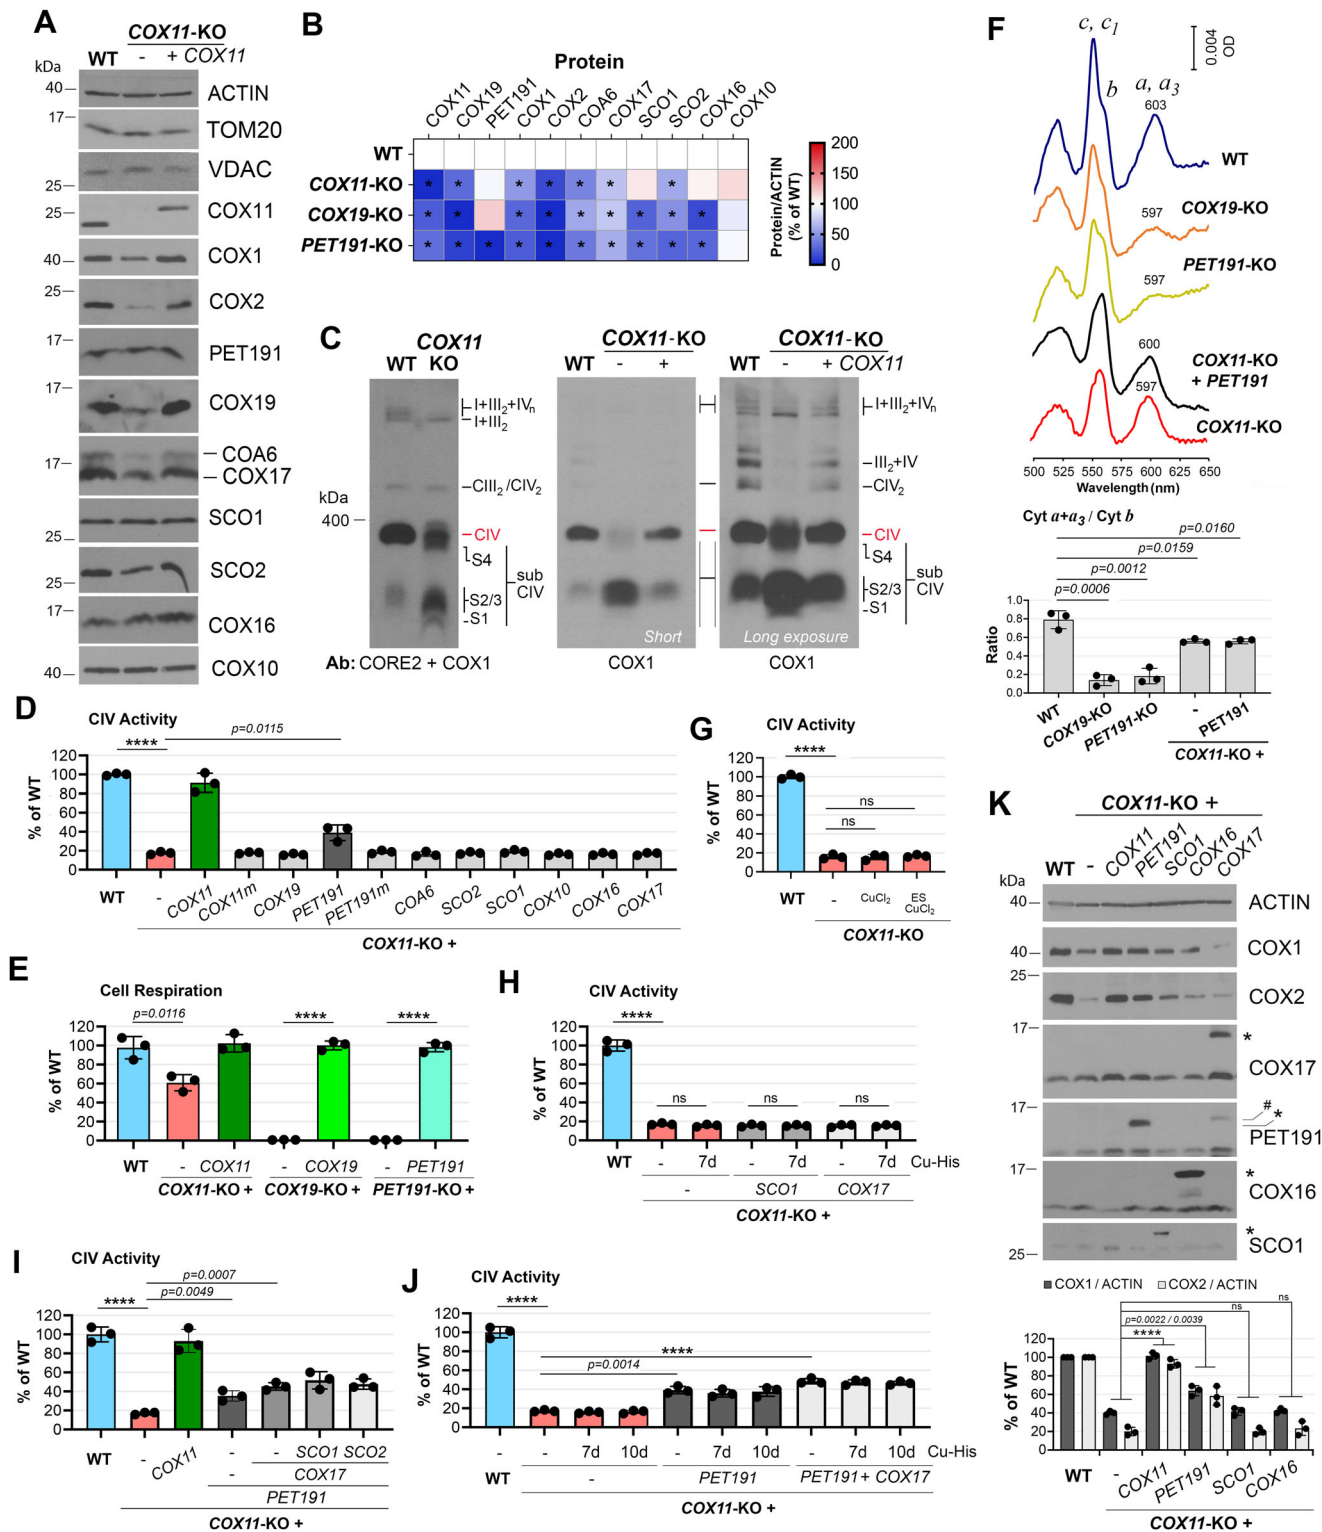 A
COX11-KO
WT - + COX11
kDa
40
ACTIN
17
TOM20
VDAC
25
25
COX11
COX1
40
25
COX2
17
PET191
17
COX19
COA6
17
COX17
SCO1
25
SCO2
25
17
COX16
COX10
40
B
Protein
COX11 COX19 PET191 COX1 COX2 COA6 COX17 SCO1 SCO2 COX16 COX10
WT
COX11-KO
* * * * * * * *
COX19-KO
* * * * * * * * *
PET191-KO
* * * * * * * * * *
200
150
100
50
0
Protein/ACTIN
(% of WT)
C
COX11
WT KO
COX11-KO
WT - +
COX11-KO
WT - + COX11
I+III2+IVn
I+III2
CIII2 /CIV2
kDa
400
CIV
S4
sub
CIV
S2/3
S1
I+III2+IVn
III2+IV
CIV2
CIV
S4
S2/3
sub
CIV
S1
Short
Long exposure
Ab: CORE2 + COX1
COX1
COX1
D
CIV Activity
p=0.0115
****
120
100
80
60
40
20
0
% of WT
WT - COX11 COX11m COX19 PET191 PET191m COA6 SCO2 SCO1 COX10 COX16 COX17
COX11-KO +
E
Cell Respiration
p=0.0116 **** ****
120
100
80
60
40
20
0
% of WT
WT - COX11 - COX19 - PET191
COX11-KO + COX19-KO + PET191-KO +
F
c, c1
b
a, a3
0.004
OD
603
WT
597
COX19-KO
597
PET191-KO
600
COX11-KO
+ PET191
597
COX11-KO
500 525 550 575 600 625 650
Wavelength (nm)
Cyt a+a3 / Cyt b
p=0.0160
p=0.0159
p=0.0012
p=0.0006
1.0
0.8
0.6
0.4
0.2
0.0
Ratio
WT COX19-KO PET191-KO - PET191
COX11-KO +
G
CIV Activity
****
ns
ns
120
100
80
60
40
20
0
% of WT
WT - CuCl2 ES CuCl2
COX11-KO
H
CIV Activity
****
ns ns ns
120
100
80
60
40
20
0
% of WT
WT - 7d - 7d - 7d Cu-His
- SCO1 COX17
COX11-KO +
I
CIV Activity
p=0.0007
p=0.0049
****
120
100
80
60
40
20
0
% of WT
WT - COX11 - - SCO1 SCO2
- COX17
PET191
COX11-KO +
J
CIV Activity
****
****
p=0.0014
120
100
80
60
40
20
0
% of WT
- - 7d 10d - 7d 10d - 7d 10d Cu-His
WT - PET191 PET191+ COX17
COX11-KO +
K
COX11-KO +
WT - COX11 PET191 SCO1 COX16 COX17
kDa
40
ACTIN
40
COX1
25
COX2
17
*
COX17
17
#
*
PET191
17
*
COX16
*
SCO1
25
COX1/ ACTIN COX2 / ACTIN
ns
ns
p=0.0022 / 0.0039
****
120
100
80
60
40
20
0
% of WT
WT - COX11 PET191 SCO1 COX16
COX11-KO +